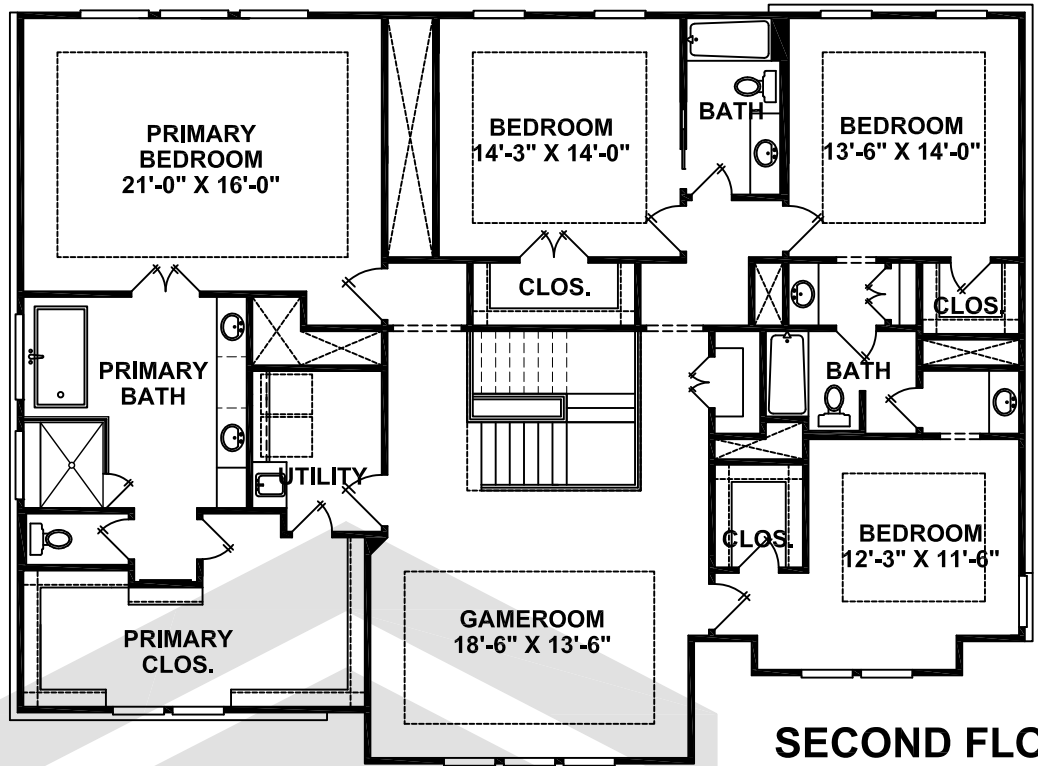 PRIMARY
BEDROOM
21'-0" X 16'-0"
BEDROOM
14'-3" X 14'-0"
BATH
BEDROOM
13'-6" X 14'-0"
CLOS.
CLOS.
PRIMARY
BATH
BATH
UTILITY
CLOS.
BEDROOM
12'-3" X 11'-6"
GAMEROOM
18'-6" X 13'-6"
PRIMARY
CLOS.
SECOND FLO